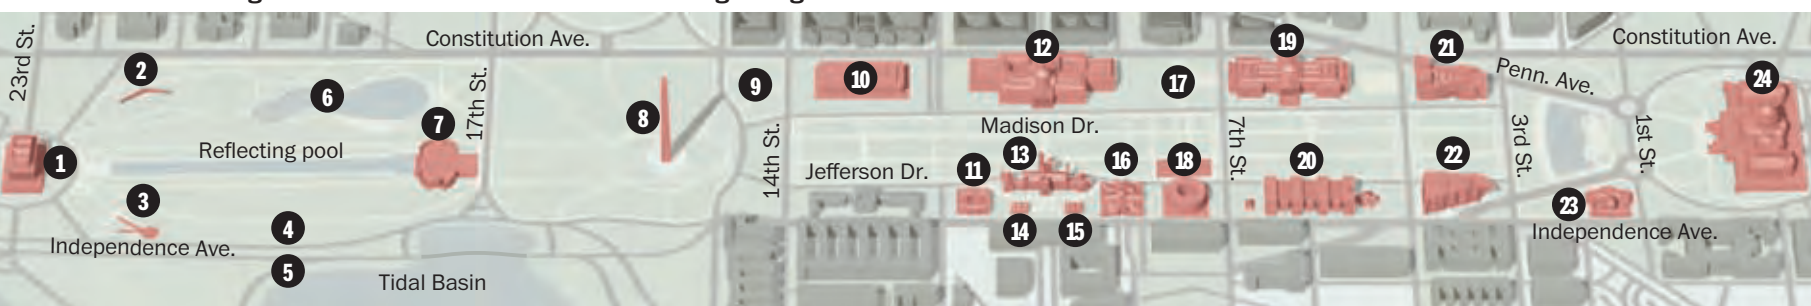 Constitution Ave.
Constitution Ave.
23rd St.
17th St.
14th St.
7th St.
3rd St.
1st St.
Penn. Ave.
Madison Dr.
Jefferson Dr.
Reflecting pool
Independence Ave.
Independence Ave.
Tidal Basin
1
2
3
4
5
6
7
8
9
10
11
12
13
14
15
16
17
18
19
20
21
22
23
24